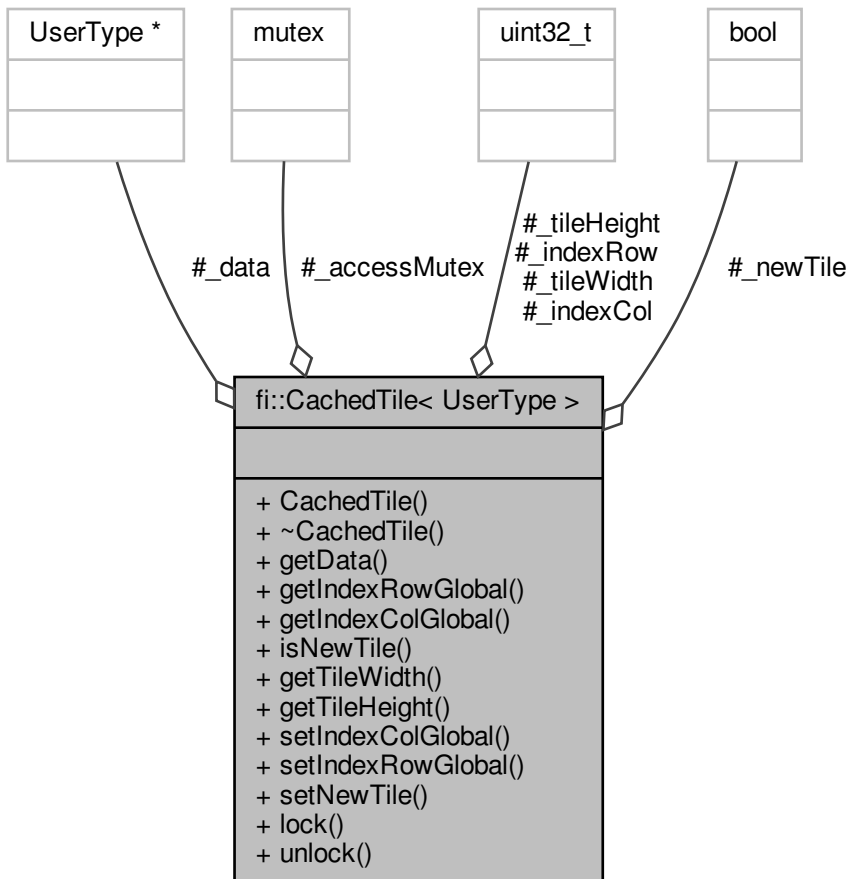 UserType *
mutex
uint32_t
bool
#_data
#_accessMutex
#_tileHeight
#_indexRow
#_tileWidth
#_indexCol
#_newTile
fi::CachedTile< UserType >
+ CachedTile()
+ ~CachedTile()
+ getData()
+ getIndexRowGlobal()
+ getIndexColGlobal()
+ isNewTile()
+ getTileWidth()
+ getTileHeight()
+ setIndexColGlobal()
+ setIndexRowGlobal()
+ setNewTile()
+ lock()
+ unlock()